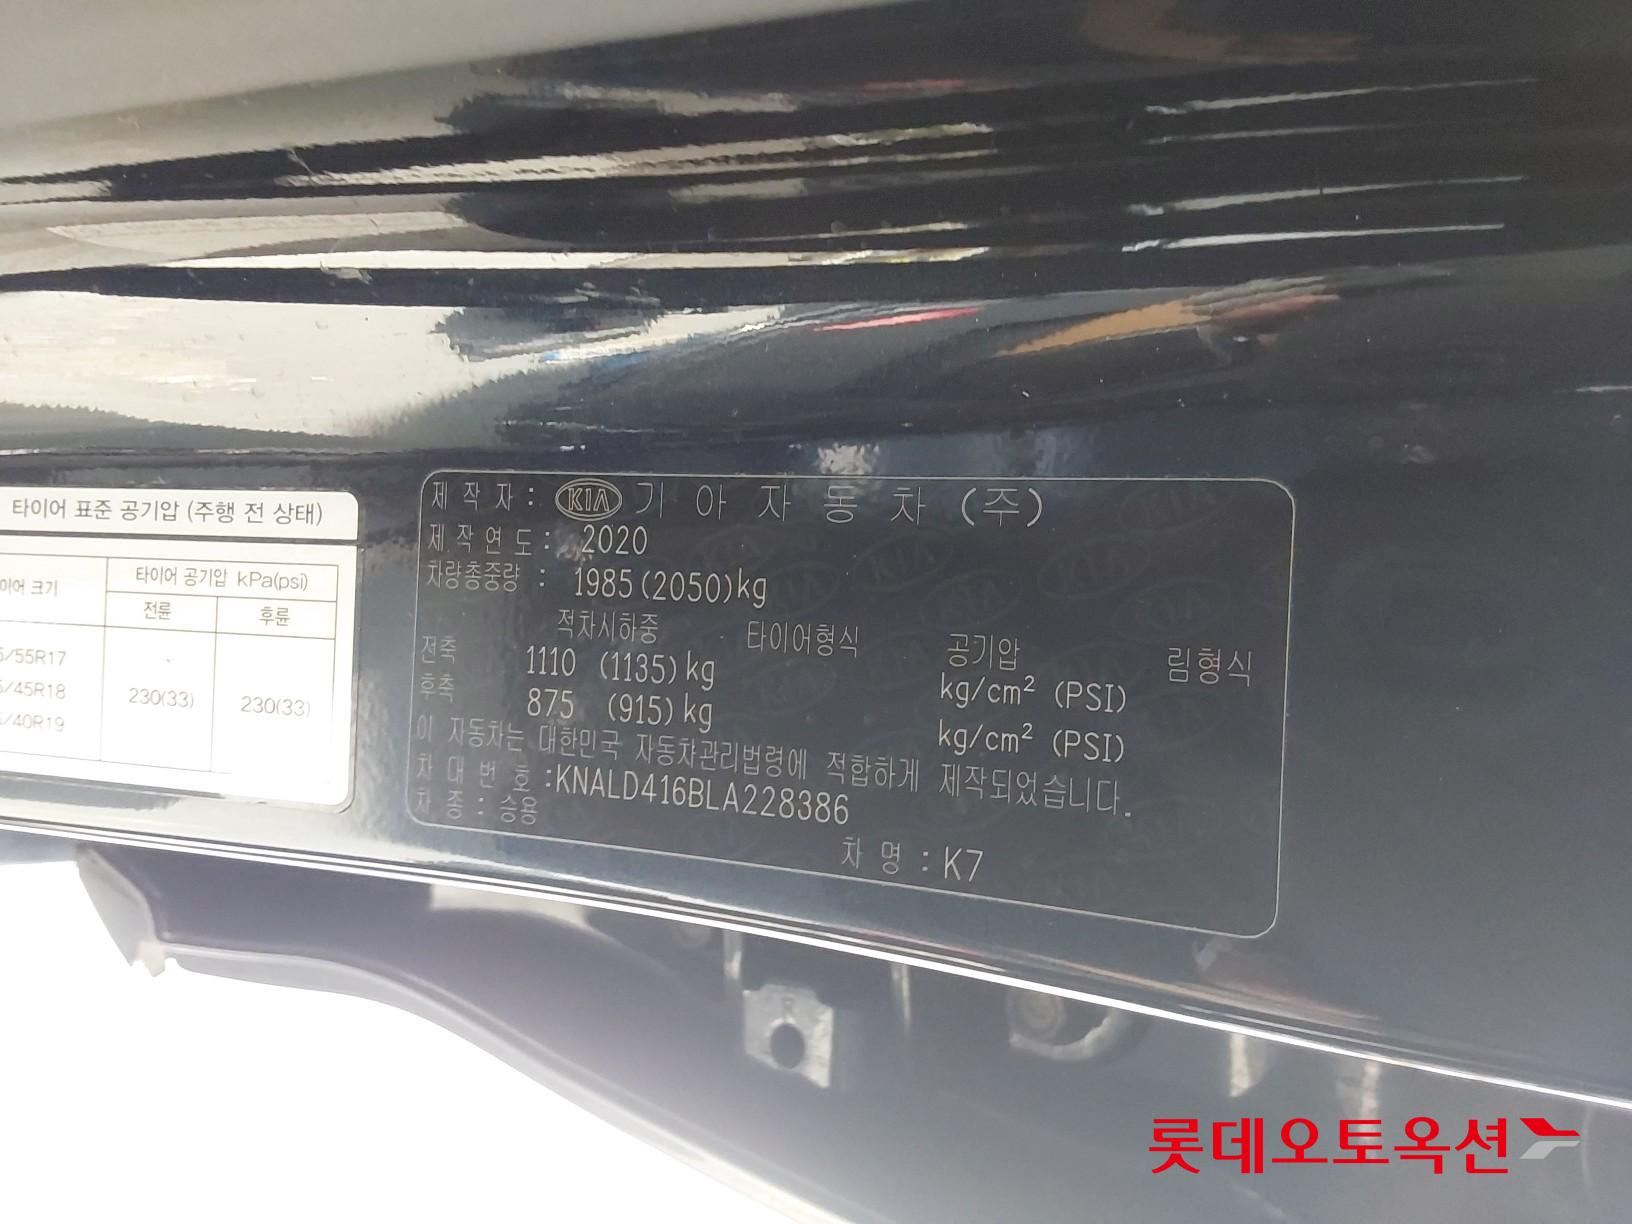 타이어 표준 공기압 (주행 전 상태)
이어 크기
타이어 공기압 kPa(psi)
전륜 후륜
/55R17
/45R18
/40R19
230(33) 230(33)
제 작 자 : KIA 기 아 자 동 차 (주)
제 작 연 도 : 2020
차량총중량 : 1985(2050)kg
적차시하중 타이어형식 공기압 림형식
전축 1110 (1135)kg kg/cm² (PSI)
후축 875 (915)kg kg/cm² (PSI)
이 자동차는 대한민국 자동차관리법령에 적합하게 제작되었습니다.
차 대 번 호 :KNALD416BLA228386
차 종 : 승용
차 명 : K7
롯데오토옥션